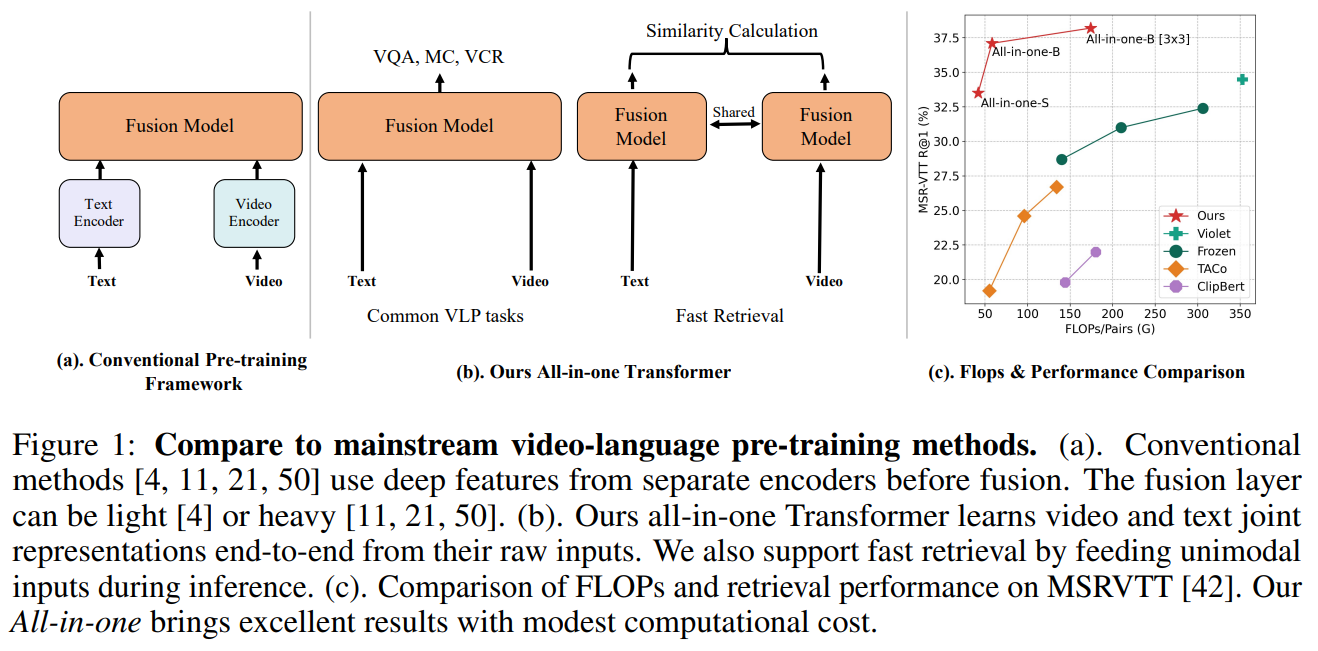 Fusion Model
Text
Encoder
Video
Encoder
Text
Video
(a). Conventional Pre-training
Framework
VQA, MC, VCR
Fusion Model
Text
Video
Common VLP tasks
Similarity Calculation
Fusion
Model
Shared
Fusion
Model
Text
Video
Fast Retrieval
(b). Ours All-in-one Transformer
MSR-VTT R@1 (%)
37.5
35.0
32.5
30.0
27.5
25.0
22.5
20.0
All-in-one-B [3x3]
All-in-one-B
All-in-one-S
Ours
Violet
Frozen
TACo
ClipBert
50 100 150 200 250 300 350
FLOPs/Pairs (G)
(c). Flops & Performance Comparison
Figure 1: Compare to mainstream video-language pre-training methods. (a). Conventional
methods [4, 11, 21, 50] use deep features from separate encoders before fusion. The fusion layer
can be light [4] or heavy [11, 21, 50]. (b). Ours all-in-one Transformer learns video and text joint
representations end-to-end from their raw inputs. We also support fast retrieval by feeding unimodal
inputs during inference. (c). Comparison of FLOPs and retrieval performance on MSRVTT [42]. Our
All-in-one brings excellent results with modest computational cost.